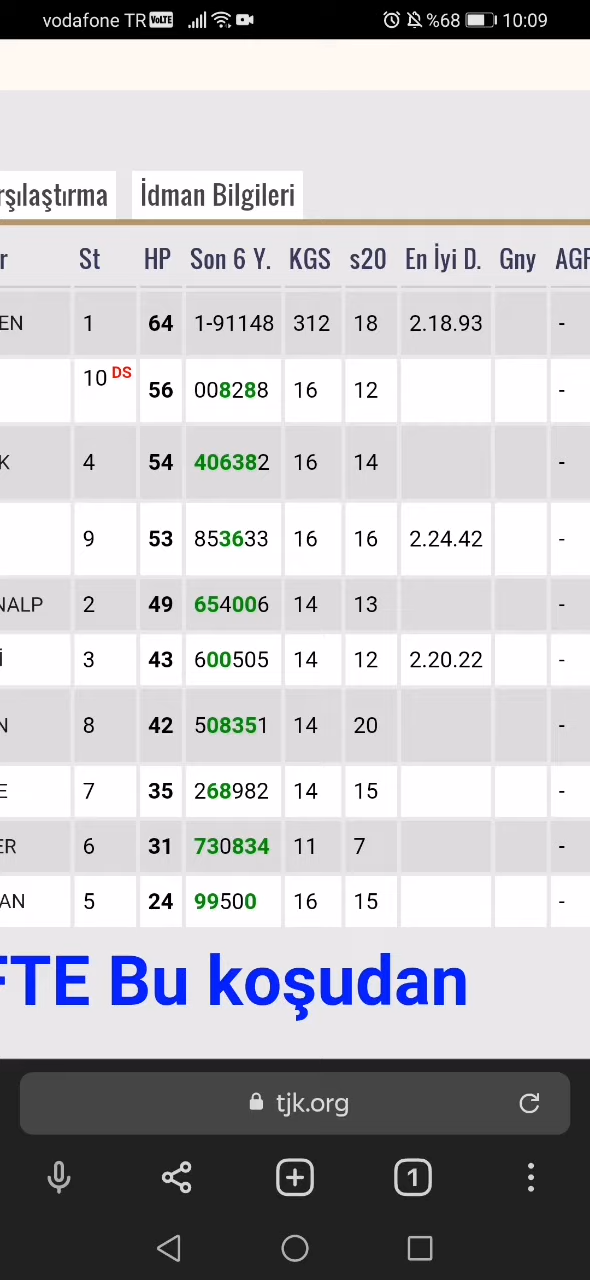 vodafone TR VoLTE %68 10:09
rşılaştırma İdman Bilgileri
r St HP Son 6 Y. KGS s20 En İyi D. Gny AGF
EN 1 64 1-91148 312 18 2.18.93 -
10 DS 56 008288 16 12 -
K 4 54 406382 16 14 -
9 53 853633 16 16 2.24.42 -
NALP 2 49 654006 14 13 -
İ 3 43 600505 14 12 2.20.22 -
N 8 42 508351 14 20 -
E 7 35 268982 14 15 -
ER 6 31 730834 11 7 -
AN 5 24 99500 16 15 -
FTE Bu koşudan
tjk.org
1